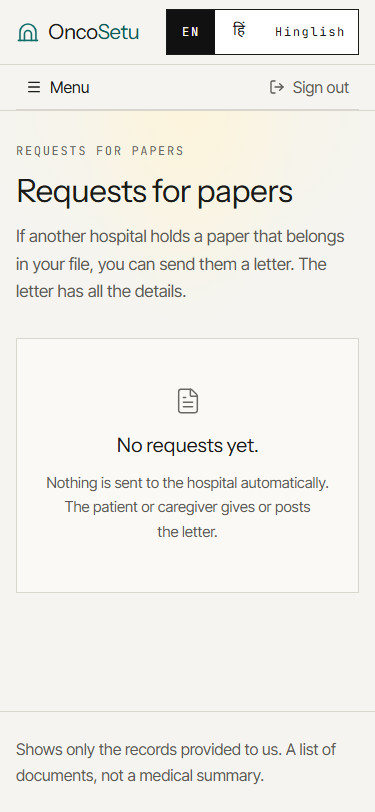 OncoSetu
EN हिं Hinglish
Menu Sign out
REQUESTS FOR PAPERS
Requests for papers
If another hospital holds a paper that belongs
in your file, you can send them a letter. The
letter has all the details.
No requests yet.
Nothing is sent to the hospital automatically.
The patient or caregiver gives or posts
the letter.
Shows only the records provided to us. A list of
documents, not a medical summary.